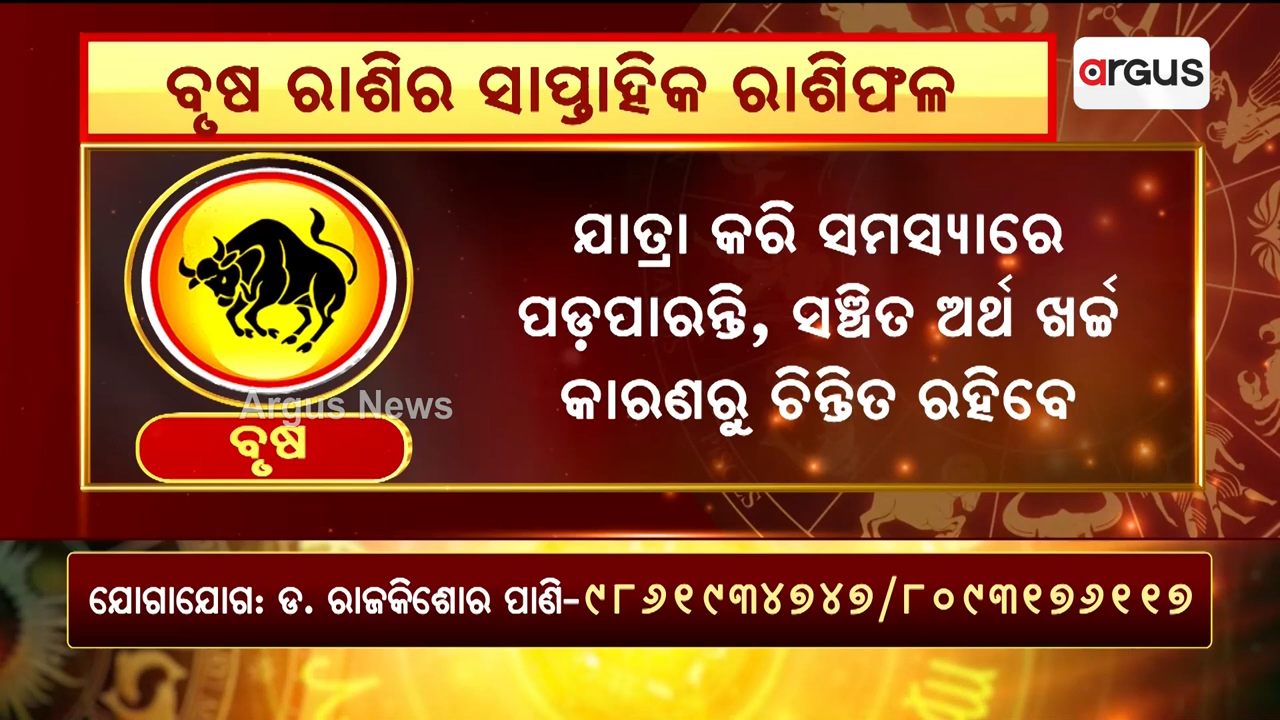 ବୃଷ ରାଶିର ସାପ୍ତାହିକ ରାଶିଫଳ
argus
ଯାତ୍ରା କରି ସମସ୍ୟାରେ
ପଡ଼ପାରନ୍ତି, ସଞ୍ଚିତ ଅର୍ଥ ଖର୍ଚ୍ଚ
କାରଣରୁ ଚିନ୍ତିତ ରହିବେ
Argus News
ବୃଷ
ଯୋଗାଯୋଗ: ଡ. ରାଜକିଶୋର ପାଣି-୯୮୬୧୯୩୪୭୪୭/୮୦୯୩୧୭୬୧୧୭